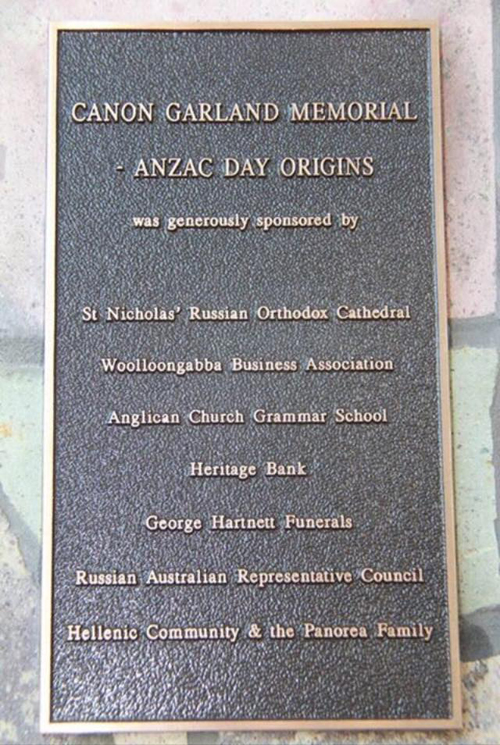 CANON GARLAND MEMORIAL
- ANZAC DAY ORIGINS
was generously sponsored by
St Nicholas' Russian Orthodox Cathedral
Woolloongabba Business Association
Anglican Church Grammar School
Heritage Bank
George Hartnett Funerals
Russian Australian Representative Council
Hellenic Community & the Panorea Family